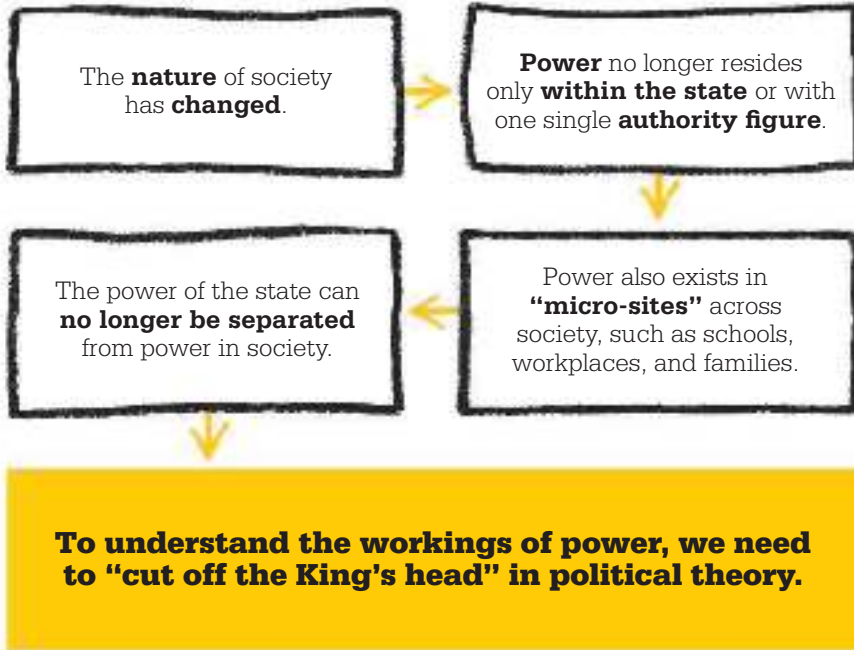 The nature of society
has changed.
Power no longer resides
only within the state or with
one single authority figure.
Power also exists in
“micro-sites” across
society, such as schools,
workplaces, and families.
The power of the state can
no longer be separated
from power in society.
To understand the workings of power, we need
to “cut off the King’s head” in political theory.